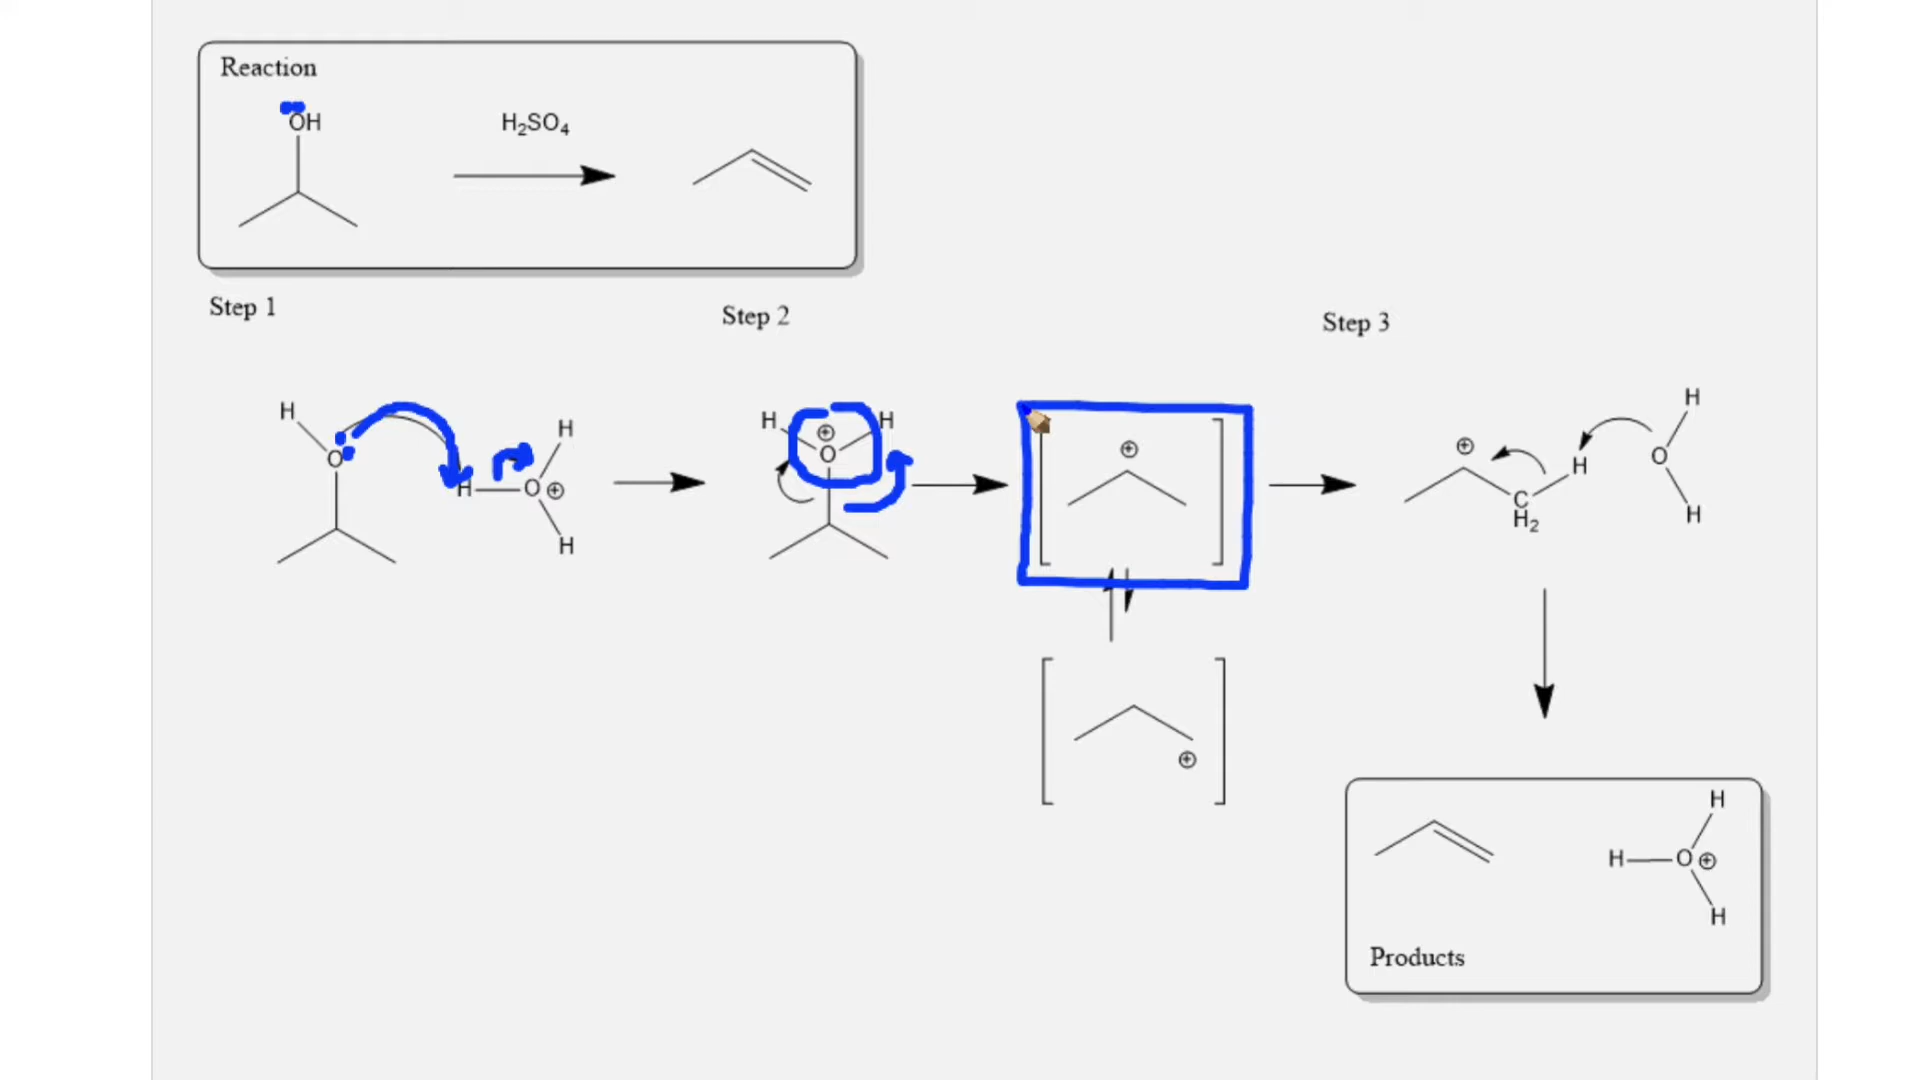 Reaction
OH
H2SO4
Step 1
Step 2
Step 3
H
O
H
H
O
⊕
H
H
H
⊕
O
⊕
⊕
C
H2
H
H
O
H
⊕
H
H
O
⊕
H
Products